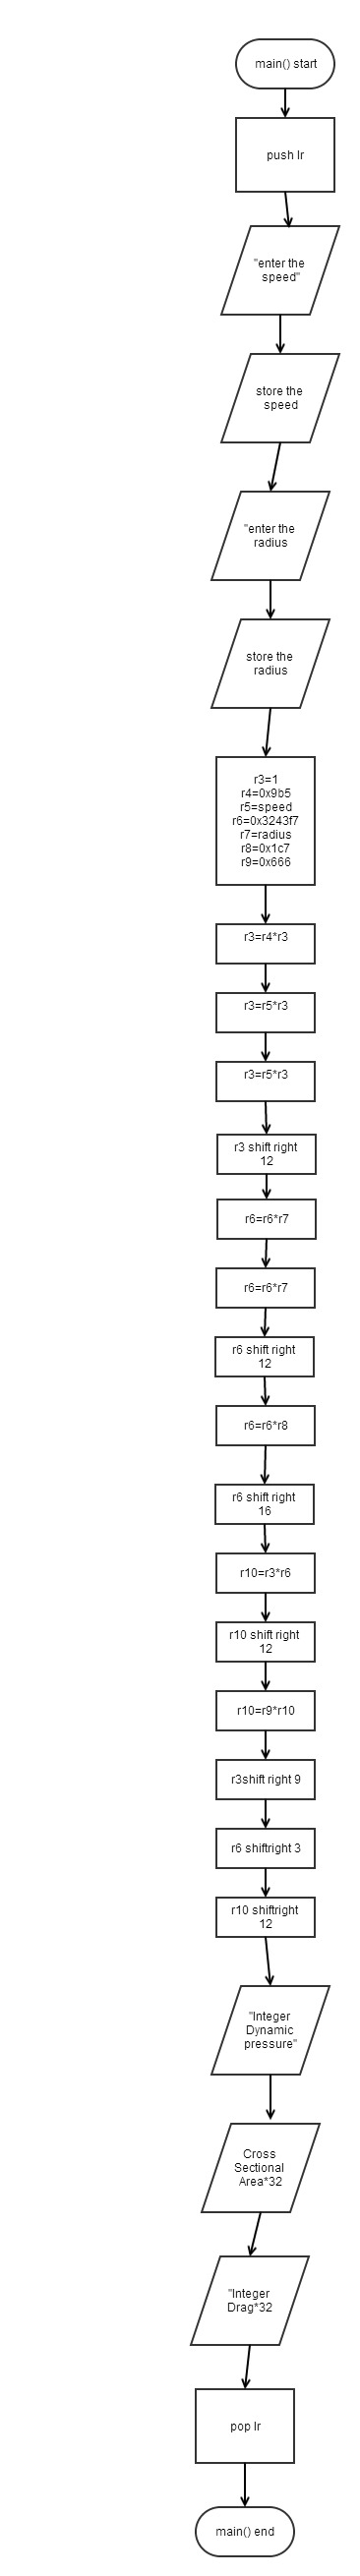 main() start
push lr
"enter the
speed"
store the
speed
"enter the
radius
store the
radius
r3=1
r4=0x9b5
r5=speed
r6=0x3243f7
r7=radius
r8=0x1c7
r9=0x666
r3=r4*r3
r3=r5*r3
r3=r5*r3
r3 shift right
12
r6=r6*r7
r6=r6*r7
r6 shift right
12
r6=r6*r8
r6 shift right
16
r10=r3*r6
r10 shift right
12
r10=r9*r10
r3shift right 9
r6 shiftright 3
r10 shiftright
12
"Integer
Dynamic
pressure"
Cross
Sectional
Area*32
"Integer
Drag*32
pop lr
main() end